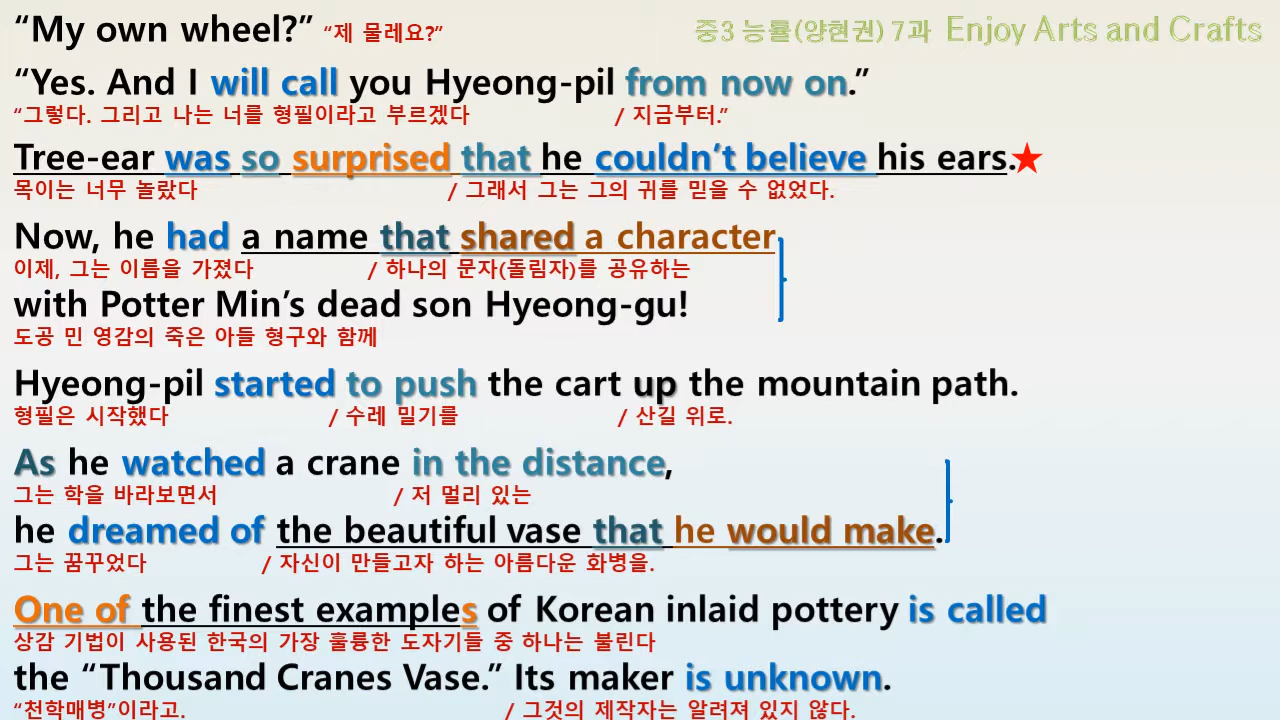 “My own wheel?” “제 물레요?” 중3 능률(양현권) 7과 Enjoy Arts and Crafts
“Yes. And I will call you Hyeong-pil from now on.”
“그렇다. 그리고 나는 너를 형필이라고 부르겠다 / 지금부터.”
Tree-ear was so surprised that he couldn’t believe his ears.★
목이는 너무 놀랐다 / 그래서 그는 그의 귀를 믿을 수 없었다.
Now, he had a name that shared a character
이제, 그는 이름을 가졌다 / 하나의 문자(돌림자)를 공유하는
with Potter Min’s dead son Hyeong-gu!
도공 민 영감의 죽은 아들 형구와 함께
Hyeong-pil started to push the cart up the mountain path.
형필은 시작했다 / 수레 밀기를 / 산길 위로.
As he watched a crane in the distance,
그는 학을 바라보면서 / 저 멀리 있는
he dreamed of the beautiful vase that he would make.
그는 꿈꾸었다 / 자신이 만들고자 하는 아름다운 화병을.
One of the finest examples of Korean inlaid pottery is called
상감 기법이 사용된 한국의 가장 훌륭한 도자기들 중 하나는 불린다
the “Thousand Cranes Vase.” Its maker is unknown.
“천학매병”이라고. / 그것의 제작자는 알려져 있지 않다.